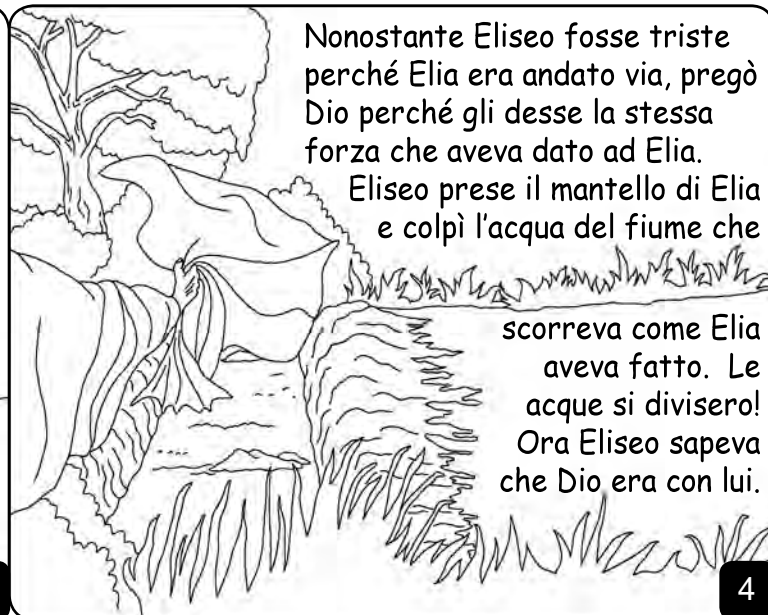 Nonostante Eliseo fosse triste
perché Elia era andato via, pregò
Dio perché gli desse la stessa
forza che aveva dato ad Elia.
Eliseo prese il mantello di Elia
e colpì l'acqua del fiume che
scorreva come Elia
aveva fatto. Le
acque si divisero!
Ora Eliseo sapeva
che Dio era con lui.
4